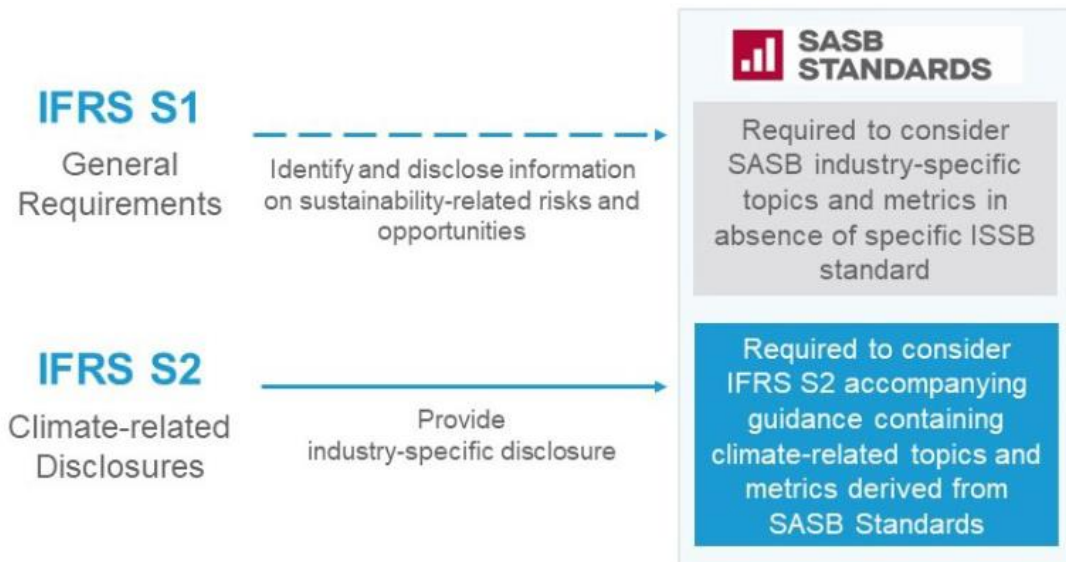 SASB
STANDARDS
IFRS S1
General
Requirements
Identify and disclose information
on sustainability-related risks and
opportunities
Required to consider
SASB industry-specific
topics and metrics in
absence of specific ISSB
standard
IFRS S2
Climate-related
Disclosures
Provide
industry-specific disclosure
Required to consider
IFRS S2 accompanying
guidance containing
climate-related topics and
metrics derived from
SASB Standards